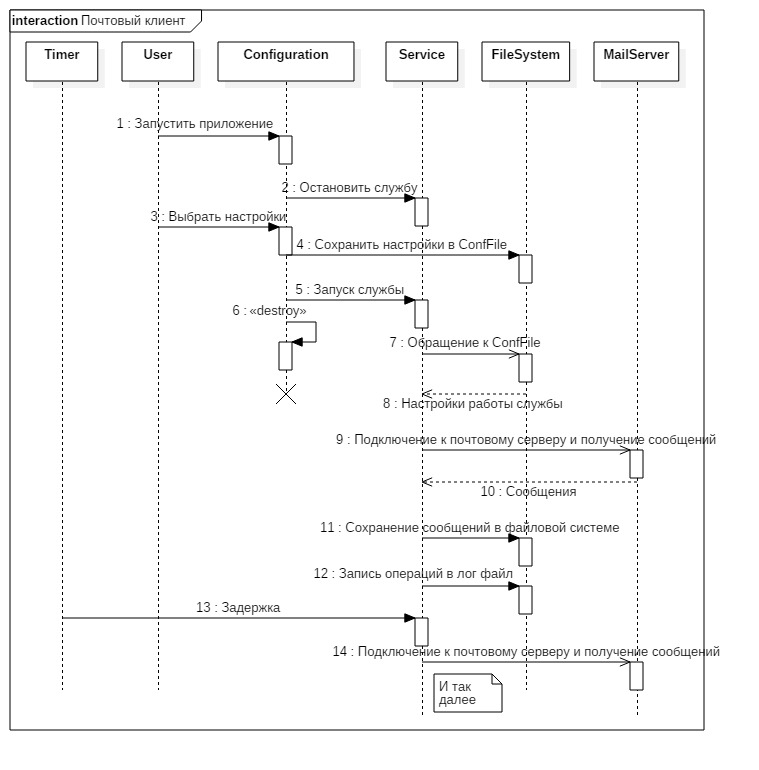 interaction Почтовый клиент
Timer User Configuration Service FileSystem MailServer
1 : Запустить приложение
2 : Остановить службу
3 : Выбрать настройки
4 : Сохранить настройки в ConfFile
5 : Запуск службы
6 : «destroy»
7 : Обращение к ConfFile
8 : Настройки работы службы
9 : Подключение к почтовому серверу и получение сообщений
10 : Сообщения
11 : Сохранение сообщений в файловой системе
12 : Запись операций в лог файл
13 : Задержка
14 : Подключение к почтовому серверу и получение сообщений
И так
далее